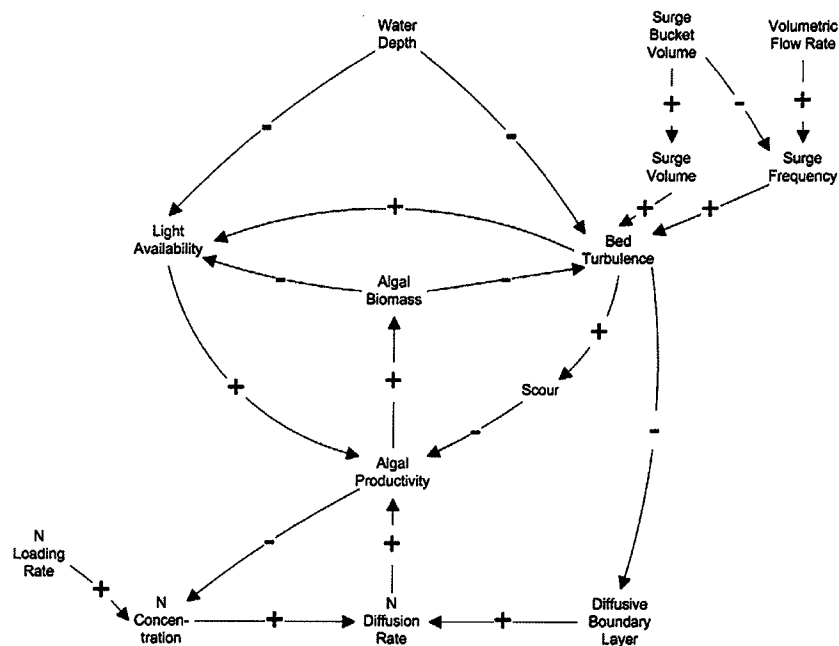 Water
Depth
Surge
Bucket
Volume
Volumetric
Flow Rate
-
-
+
-
+
Surge
Volume
Surge
Frequency
+
+
+
Light
Availability
Bed
Turbulence
-
Algal
Biomass
-
+
+
+
Scour
-
-
Algal
Productivity
N
Loading
Rate
-
+
+
N
Concen-
tration
+
N
Diffusion
Rate
+
Diffusive
Boundary
Layer